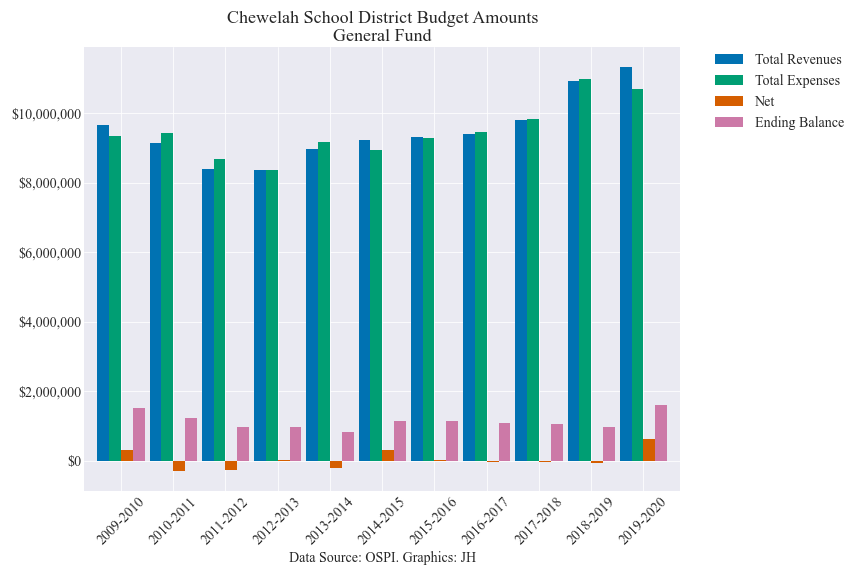 Chewelah School District Budget Amounts
General Fund
Total Revenues
Total Expenses
Net
Ending Balance
$10,000,000
$8,000,000
$6,000,000
$4,000,000
$2,000,000
$0
2009-2010
2010-2011
2011-2012
2012-2013
2013-2014
2014-2015
2015-2016
2016-2017
2017-2018
2018-2019
2019-2020
Data Source: OSPI. Graphics: JH